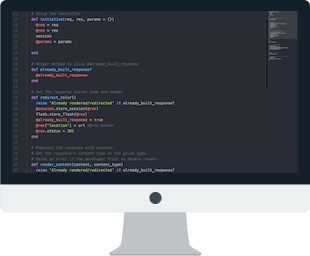 # Setup the controller
def initialize(req, res, params = {})
@req = req
@res = res
session
@params = params
end
# Helper method to alias @already_built_response
def already_built_response?
@already_built_response
end
# Set the response status code and header
def redirect_to(url)
raise "Already rendered/redirected" if already_built_response?
@session.store_session(@res)
flash.store_flash(@res)
@already_built_response = true
@res["location"] = url
@res.status = 302
end
# Populate the response with content.
# Set the response's content type to the given type.
# Raise an error if the developer tries to double render.
def render_content(content, content_type)
raise "Already rendered/redirected" if already_built_response?